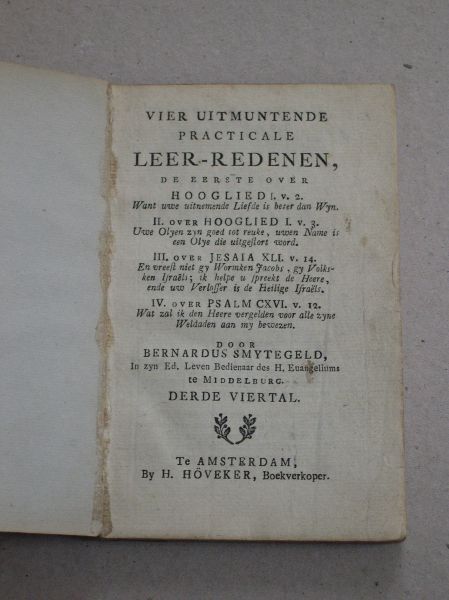 VIER UITMUNTENDE
PRACTICALE
LEER-REDENEN,
DE EERSTE OVER
HOOGLIED I. v. 2.
Want uwe uitnemende Liefde is beter dan Wyn.
II. OVER HOOGLIED I. v. 3.
Uwe Olyen zyn goed tot reuke, uwen Name is
een Olye die uitgestort word.
III. OVER JESAIA XLI. v. 14.
En vreest niet gy Wormken Jacobs, gy Volks-
ken Israëls; ik helpe u spreekt de Heere,
ende uw Verlosser is de Heilige Israëls.
IV. OVER PSALM CXVI. v. 12.
Wat zal ik den Heere vergelden voor alle zyne
Weldaden aan my bewezen.
DOOR
BERNARDUS SMYTEGELD,
In zyn Ed. Leven Bedienaar des H. Euangeliums
te MIDDELBURG.
DERDE VIERTAL.
Te AMSTERDAM,
By H. HÖVEKER, Boekverkoper.